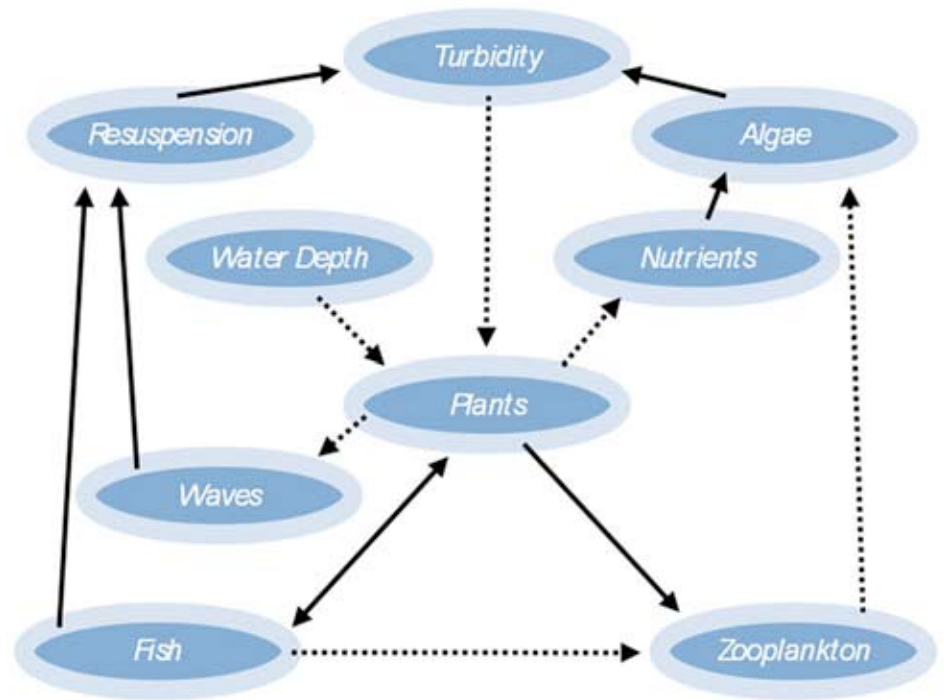 Turbidity
Resuspension
Algae
Water Depth
Nutrients
Plants
Waves
Fish
Zooplankton